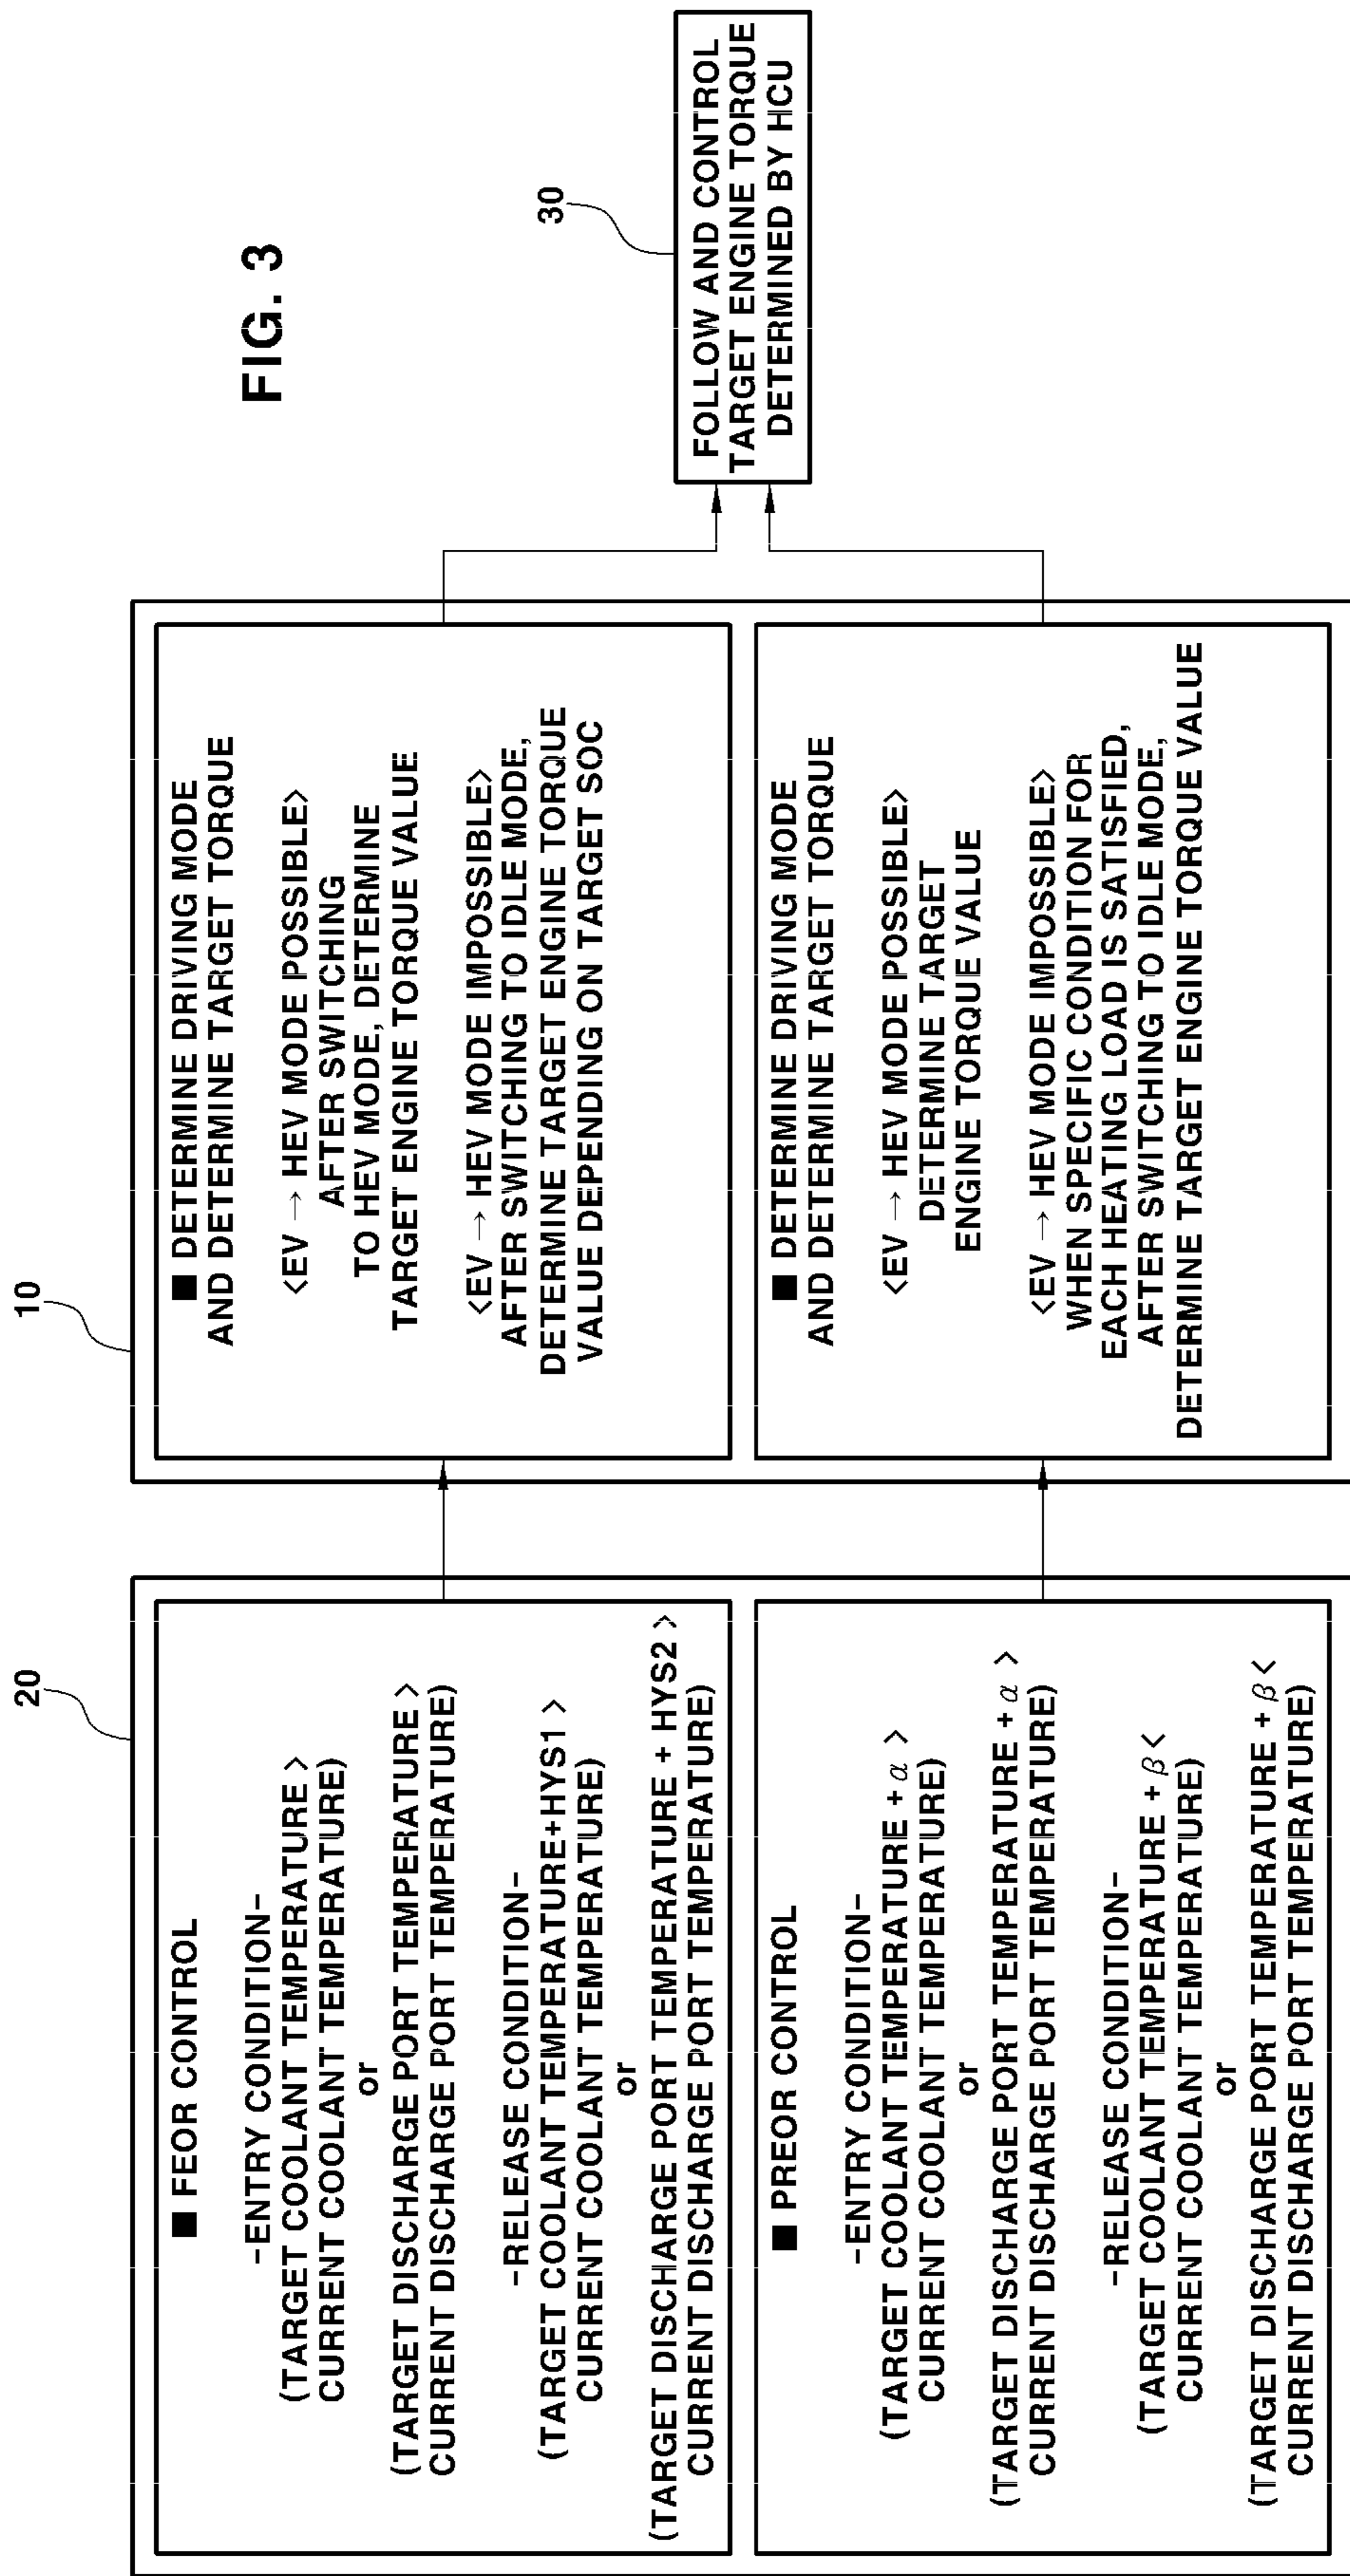 FIG. 3
20
■ FEOR CONTROL
-ENTRY CONDITION-
(TARGET COOLANT TEMPERATURE >
CURRENT COOLANT TEMPERATURE)
or
(TARGET DISCHARGE PORT TEMPERATURE >
CURRENT DISCHARGE PORT TEMPERATURE)
-RELEASE CONDITION-
(TARGET COOLANT TEMPERATURE+HYS1 >
CURRENT COOLANT TEMPERATURE)
or
(TARGET DISCHARGE PORT TEMPERATURE + HYS2 >
CURRENT DISCHARGE PORT TEMPERATURE)
■ PREOR CONTROL
-ENTRY CONDITION-
(TARGET COOLANT TEMPERATURE + α >
CURRENT COOLANT TEMPERATURE)
or
(TARGET DISCHARGE PORT TEMPERATURE + α >
CURRENT DISCHARGE PORT TEMPERATURE)
-RELEASE CONDITION-
(TARGET COOLANT TEMPERATURE + β <
CURRENT COOLANT TEMPERATURE)
or
(TARGET DISCHARGE PORT TEMPERATURE + β <
CURRENT DISCHARGE PORT TEMPERATURE)
10
■ DETERMINE DRIVING MODE
AND DETERMINE TARGET TORQUE
<EV → HEV MODE POSSIBLE>
AFTER SWITCHING
TO HEV MODE, DETERMINE
TARGET ENGINE TORQUE VALUE
<EV → HEV MODE IMPOSSIBLE>
AFTER SWITCHING TO IDLE MODE,
DETERMINE TARGET ENGINE TORQUE
VALUE DEPENDING ON TARGET SOC
■ DETERMINE DRIVING MODE
AND DETERMINE TARGET TORQUE
<EV → HEV MODE POSSIBLE>
DETERMINE TARGET
ENGINE TORQUE VALUE
<EV → HEV MODE IMPOSSIBLE>
WHEN SPECIFIC CONDITION FOR
EACH HEATING LOAD IS SATISFIED,
AFTER SWITCHING TO IDLE MODE,
DETERMINE TARGET ENGINE TORQUE VALUE
30
FOLLOW AND CONTROL
TARGET ENGINE TORQUE
DETERMINED BY HCU